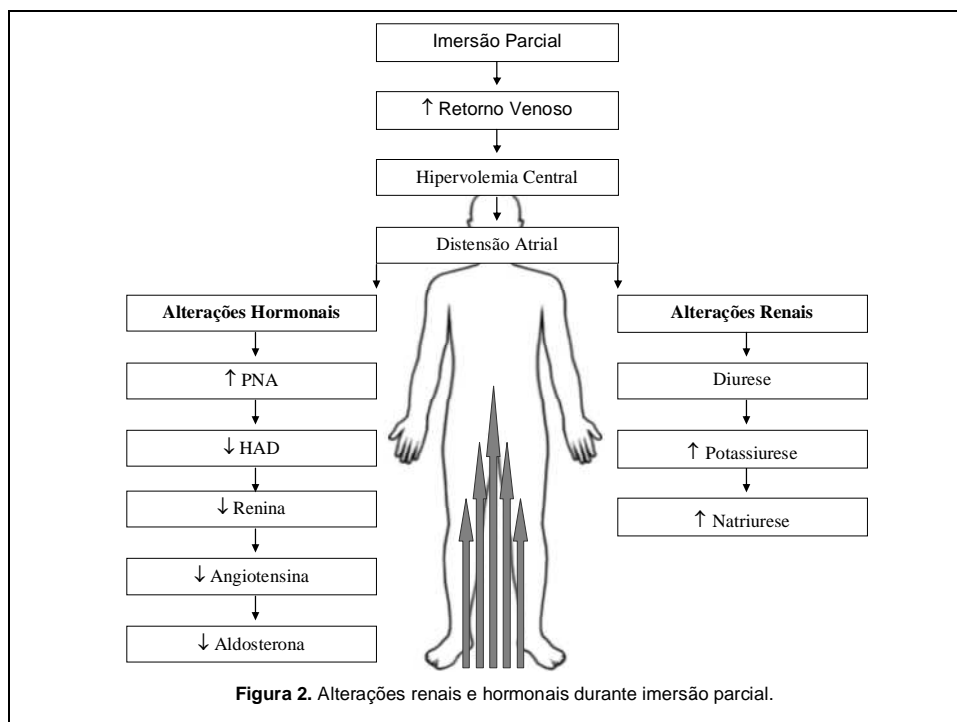 Imersão Parcial
↑ Retorno Venoso
Hipervolemia Central
Distensão Atrial
Alterações Hormonais
↑ PNA
↓ HAD
↓ Renina
↓ Angiotensina
↓ Aldosterona
Alterações Renais
Diurese
↑ Potassiurese
↑ Natriurese
Figura 2. Alterações renais e hormonais durante imersão parcial.